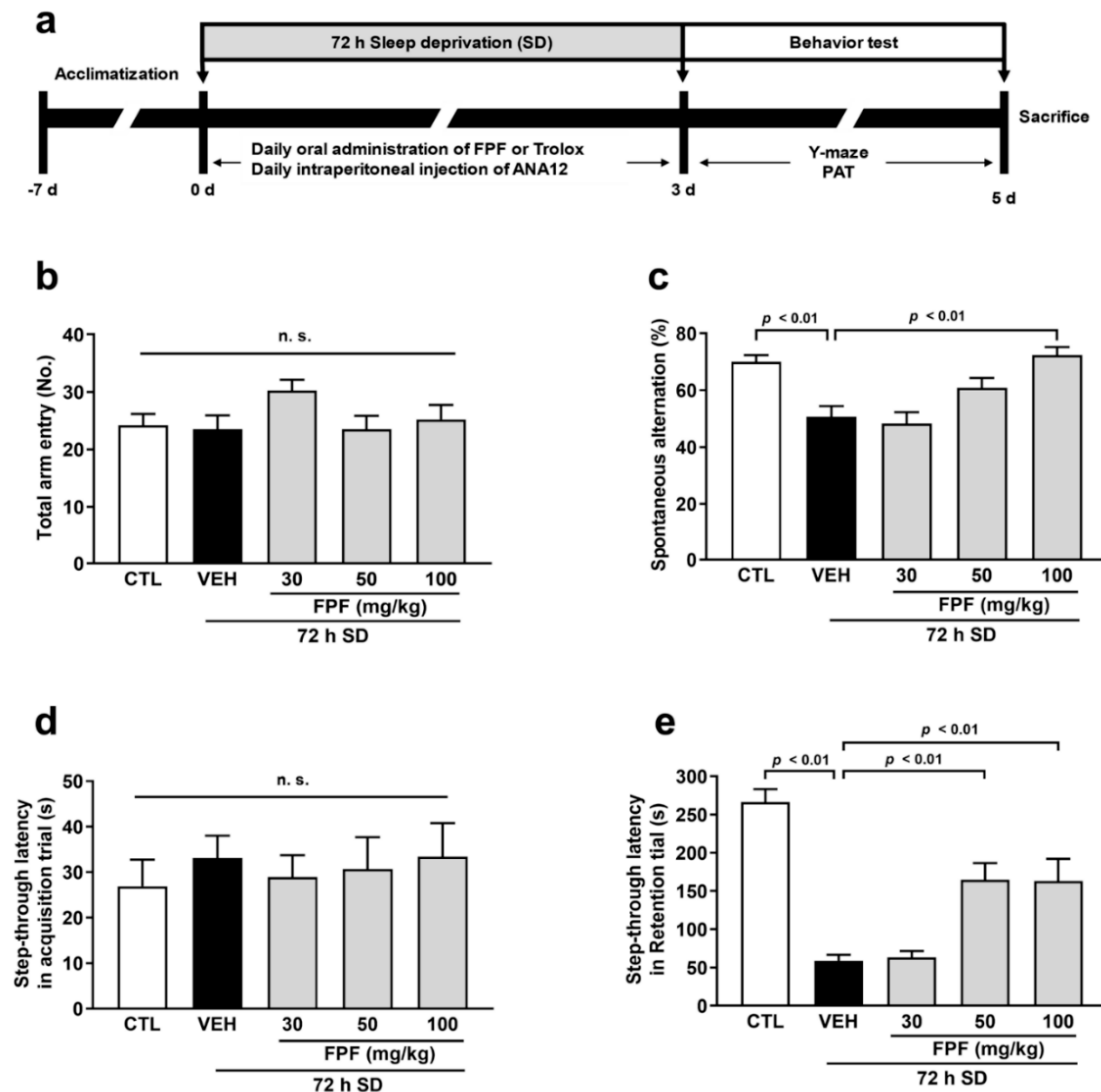 a
72 h Sleep deprivation (SD)
Behavior test
Acclimatization
Sacrifice
Daily oral administration of FPF or Trolox
Daily intraperitoneal injection of ANA12
Y-maze
PAT
-7 d
0 d
3 d
5 d
b
Total arm entry (No.)
40
30
20
10
0
n. s.
CTL
VEH
30
50
100
FPF (mg/kg)
72 h SD
c
Spontaneous alternation (%)
80
60
40
20
0
p < 0.01
p < 0.01
CTL
VEH
30
50
100
FPF (mg/kg)
72 h SD
d
Step-through latency
in acquisition trial (s)
50
40
30
20
10
0
n. s.
CTL
VEH
30
50
100
FPF (mg/kg)
72 h SD
e
Step-through latency
in Retention tial (s)
300
250
200
150
100
50
0
p < 0.01
p < 0.01
p < 0.01
CTL
VEH
30
50
100
FPF (mg/kg)
72 h SD